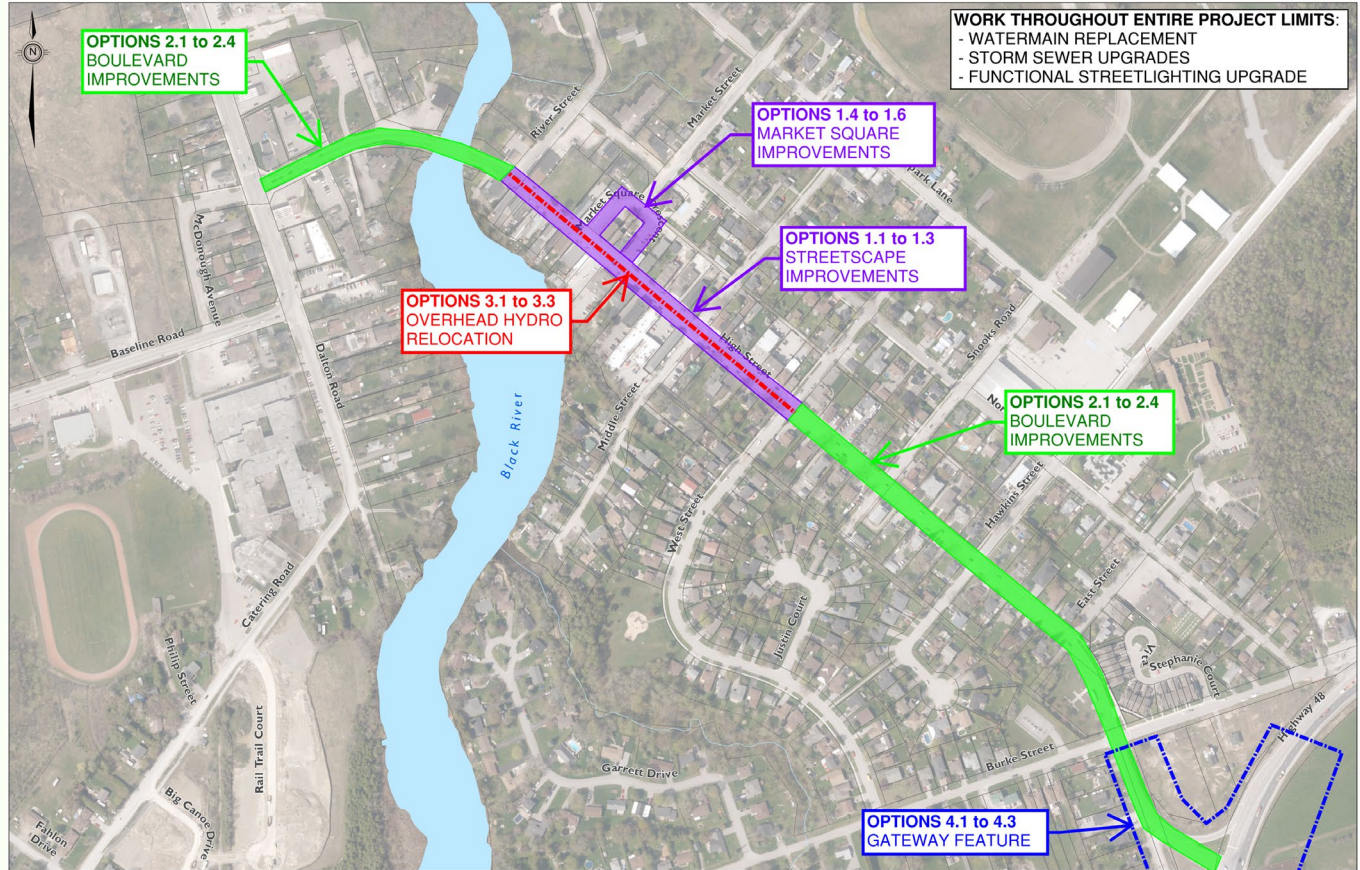 WORK THROUGHOUT ENTIRE PROJECT LIMITS:
- WATERMAIN REPLACEMENT
- STORM SEWER UPGRADES
- FUNCTIONAL STREETLIGHTING UPGRADE
N
OPTIONS 2.1 to 2.4
BOULEVARD
IMPROVEMENTS
River Street
Market Street
OPTIONS 1.4 to 1.6
MARKET SQUARE
IMPROVEMENTS
Park Lane
Market Square
McDonough Avenue
OPTIONS 1.1 to 1.3
STREETSCAPE
IMPROVEMENTS
OPTIONS 3.1 to 3.3
OVERHEAD HYDRO
RELOCATION
Baseline Road
Dalton Road
High Street
Snooks Road
Black River
Middle Street
OPTIONS 2.1 to 2.4
BOULEVARD
IMPROVEMENTS
Nor
West Street
Hawkins Street
East Street
Catering Road
Justin Court
Philip Street
Vita
Stephanie Court
Rail Trail Court
Highway 48
Burke Street
Garrett Drive
Big Canoe Drive
Fahlon
Drive
OPTIONS 4.1 to 4.3
GATEWAY FEATURE